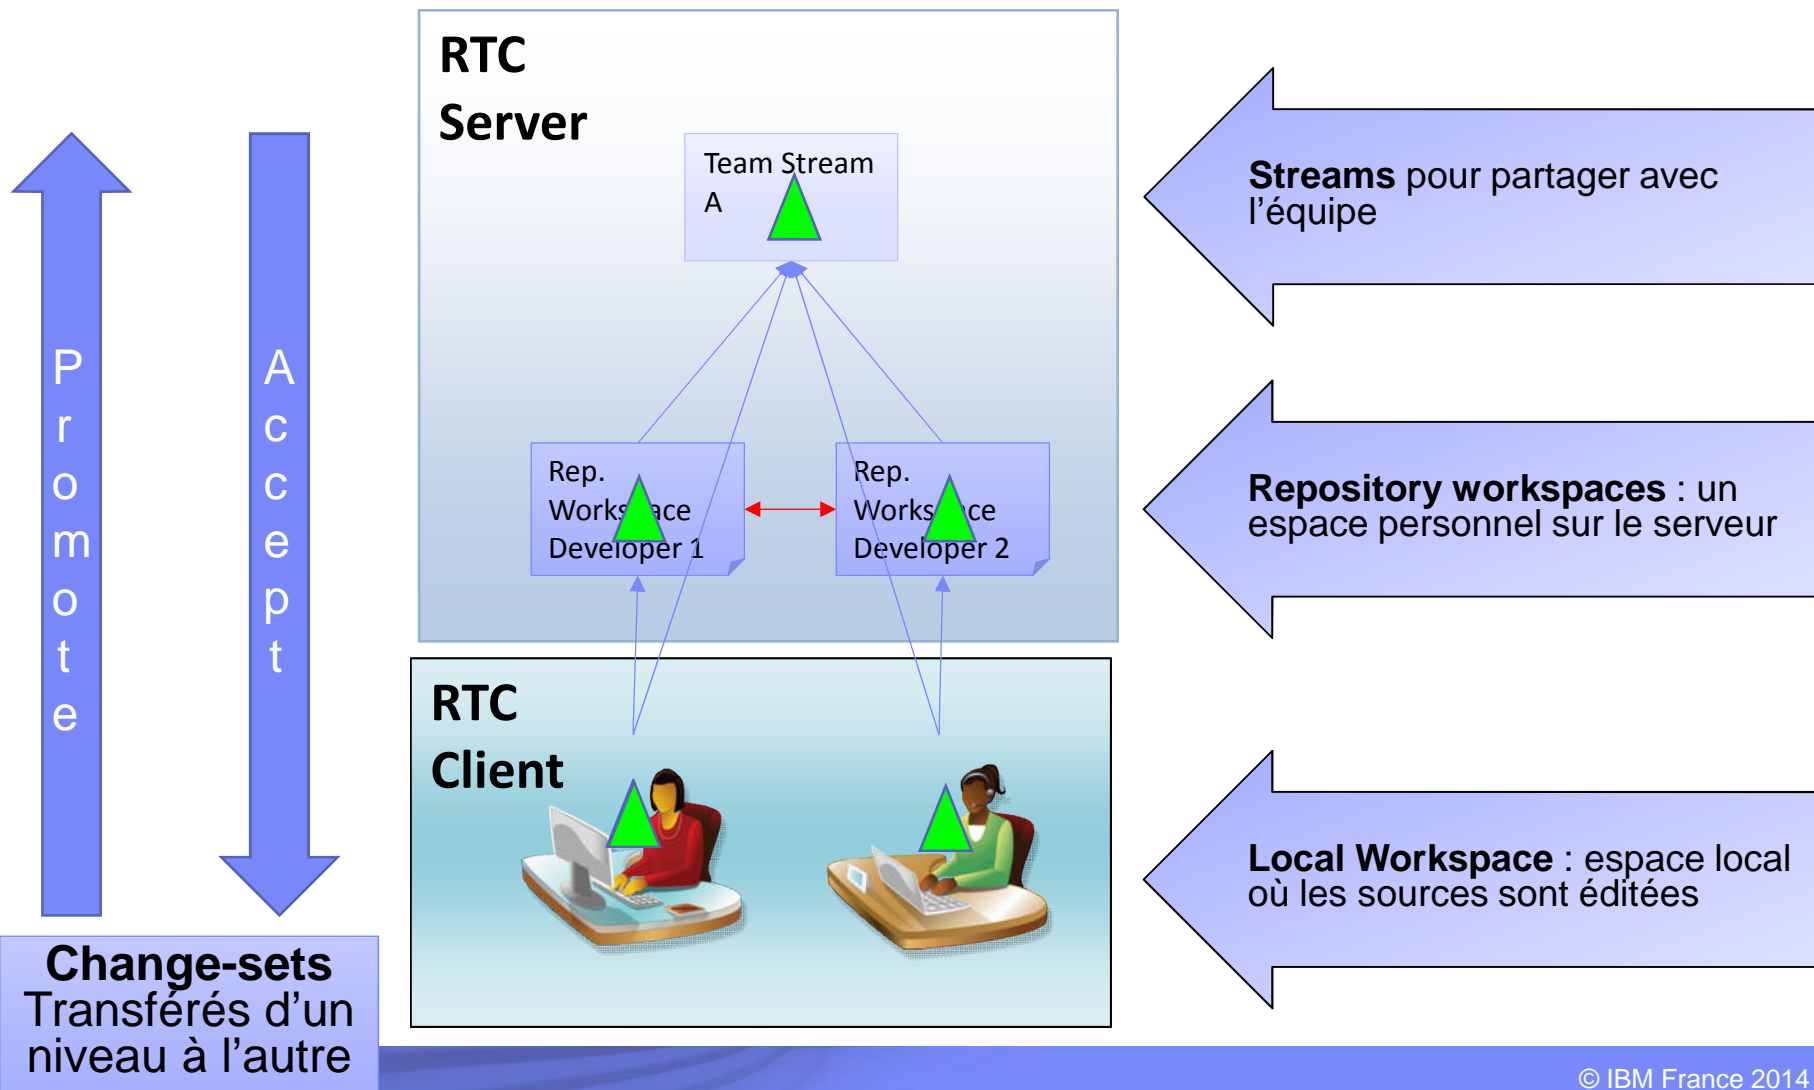 RTC
Server
Team Stream
A
Rep.
Workspace
Developer 1
Rep.
Workspace
Developer 2
RTC
Client
Promote
Accept
Change-sets
Transférés d’un
niveau à l’autre
Streams pour partager avec
l’équipe
Repository workspaces : un
espace personnel sur le serveur
Local Workspace : espace local
où les sources sont éditées
© IBM France 2014